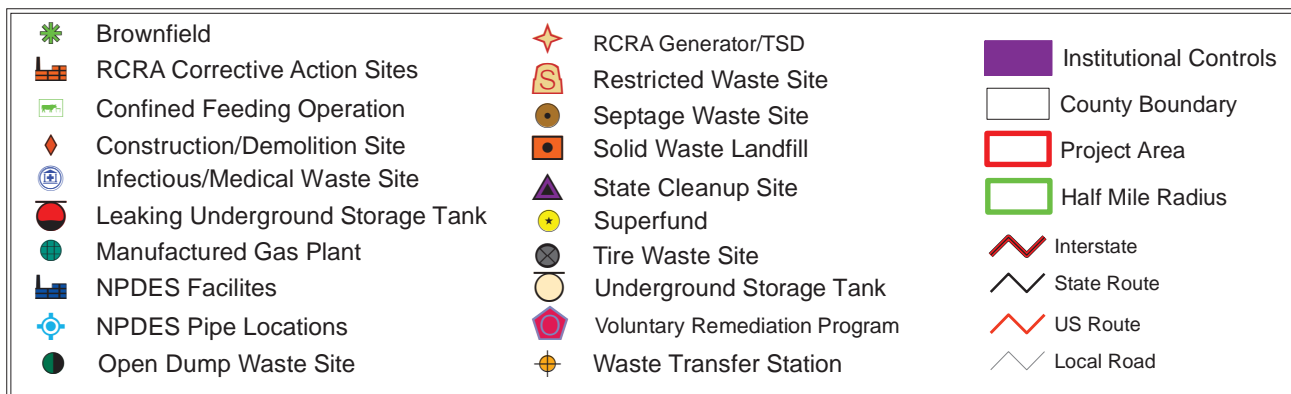 Brownfield
RCRA Corrective Action Sites
Confined Feeding Operation
Construction/Demolition Site
Infectious/Medical Waste Site
Leaking Underground Storage Tank
Manufactured Gas Plant
NPDES Facilites
NPDES Pipe Locations
Open Dump Waste Site
RCRA Generator/TSD
S
Restricted Waste Site
Septage Waste Site
Solid Waste Landfill
State Cleanup Site
Superfund
Tire Waste Site
Underground Storage Tank
Voluntary Remediation Program
Waste Transfer Station
Institutional Controls
County Boundary
Project Area
Half Mile Radius
Interstate
State Route
US Route
Local Road